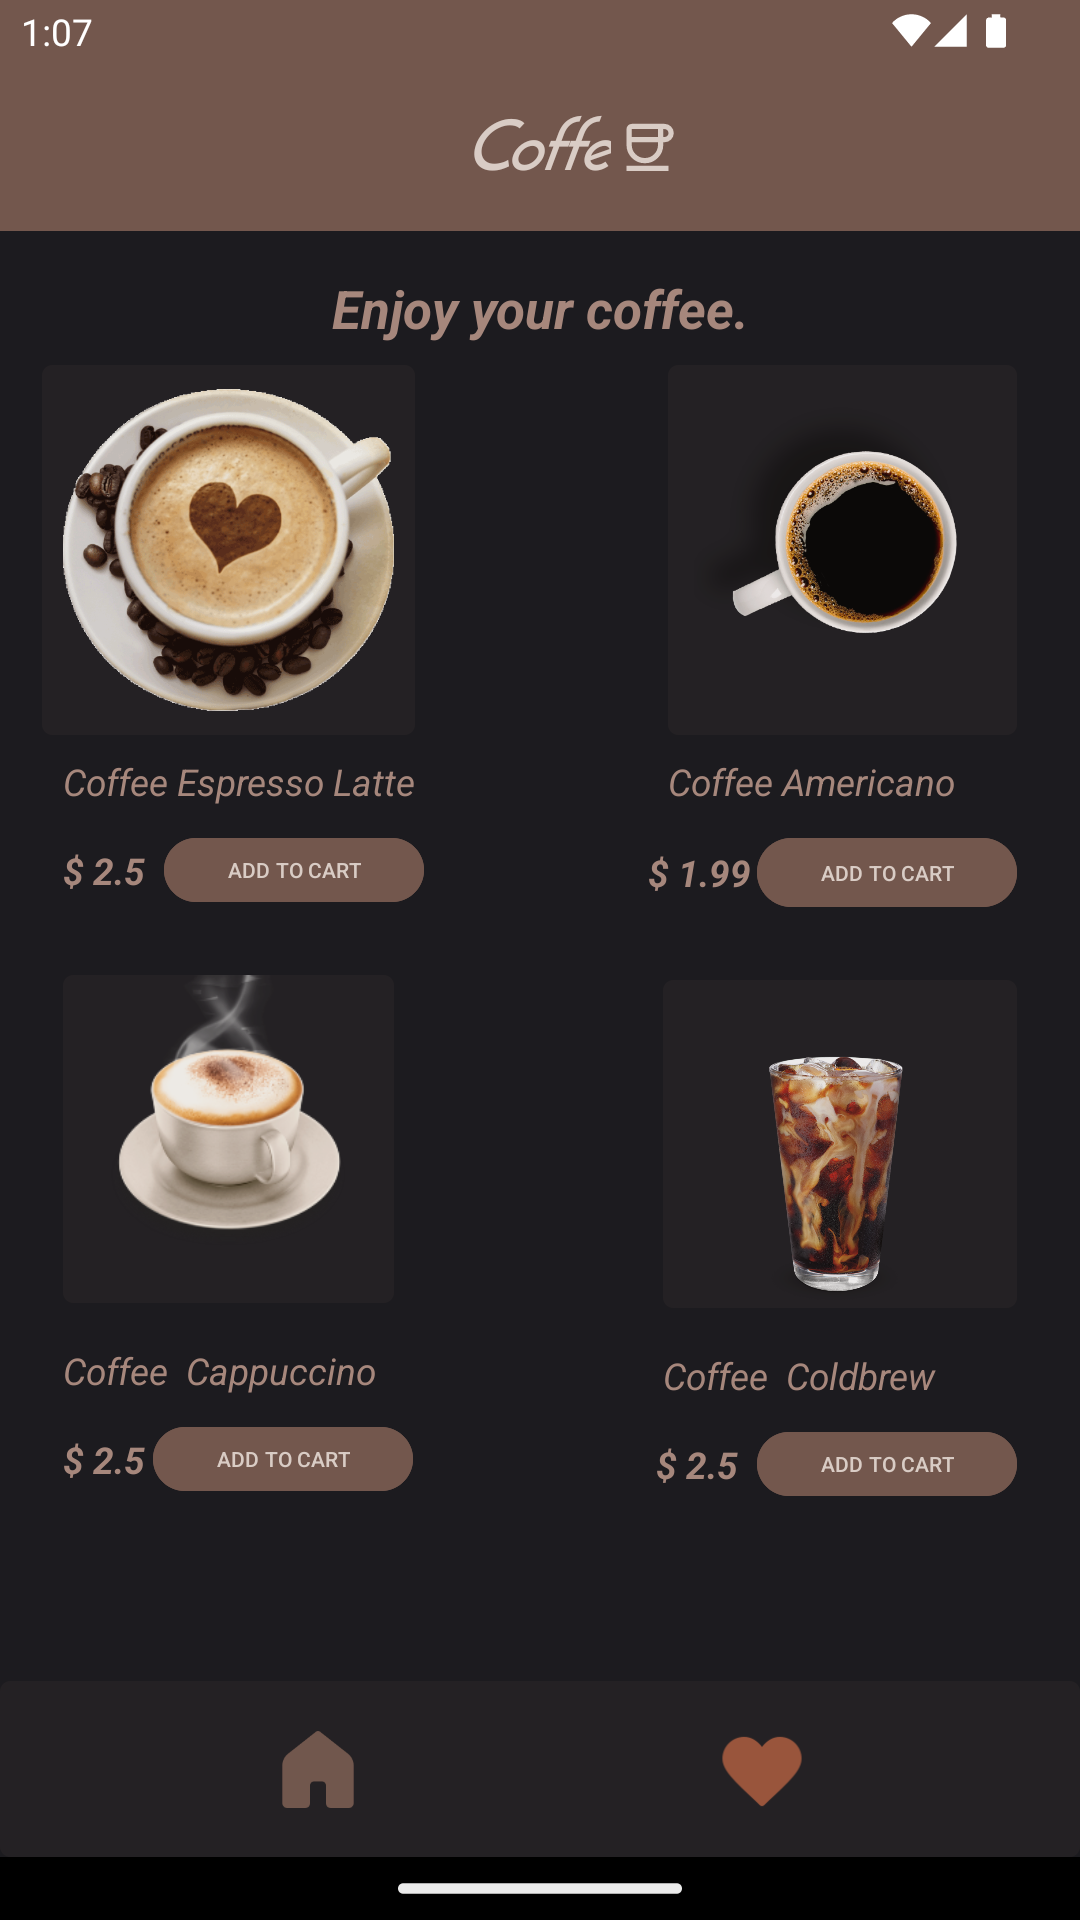 1:07
Coffe
Enjoy your coffee.
Coffee Espresso Latte
Coffee Americano
$ 2.5
ADD TO CART
$ 1.99
ADD TO CART
Coffee  Cappuccino
Coffee  Coldbrew
$ 2.5
ADD TO CART
$ 2.5
ADD TO CART